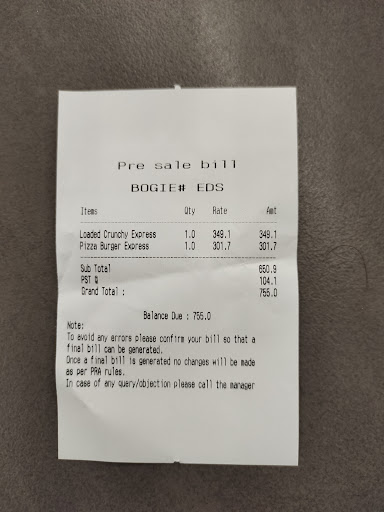 Pre sale bill
BOGIE# EDS
Items Qty Rate Amt
Loaded Crunchy Express 1.0 349.1 349.1
Pizza Burger Express 1.0 301.7 301.7
Sub Total 650.9
PST 104.1
Grand Total : 755.0
Balance Due : 755.0
Note:
To avoid any errors please confirm your bill so that a
final bill can be generated.
Once a final bill is generated no changes will be made
as per PRA rules.
In case of any query/objection please call the manager